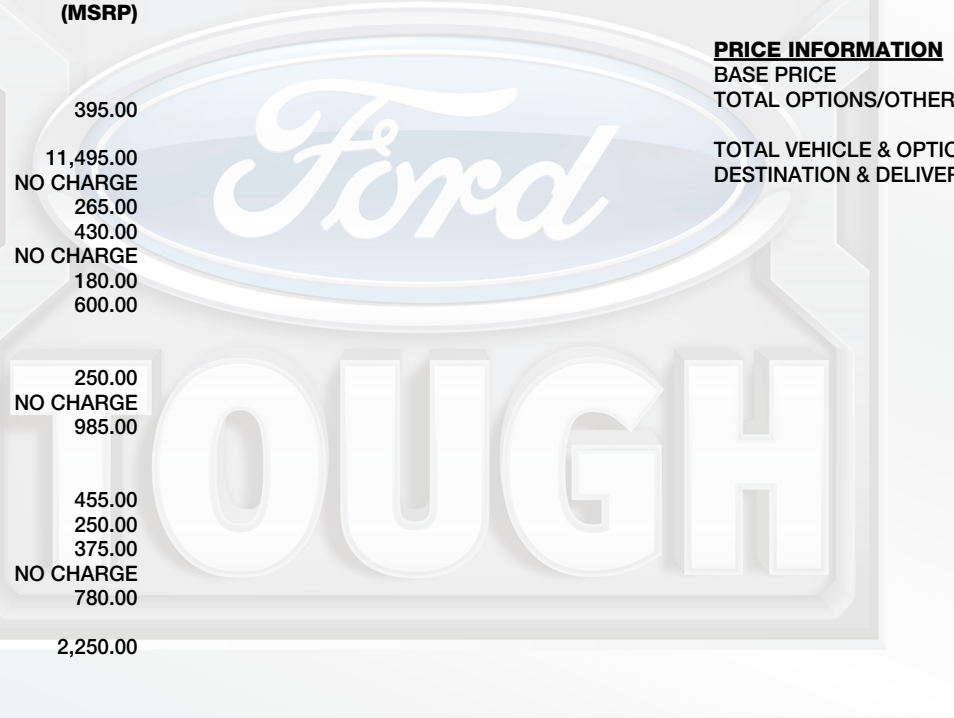 (MSRP)
395.00
11,495.00
NO CHARGE
265.00
430.00
NO CHARGE
180.00
600.00
250.00
NO CHARGE
985.00
455.00
250.00
375.00
NO CHARGE
780.00
2,250.00
PRICE INFORMATION
BASE PRICE
TOTAL OPTIONS/OTHER
TOTAL VEHICLE & OPTIO
DESTINATION & DELIVER
Ford
TOUGH